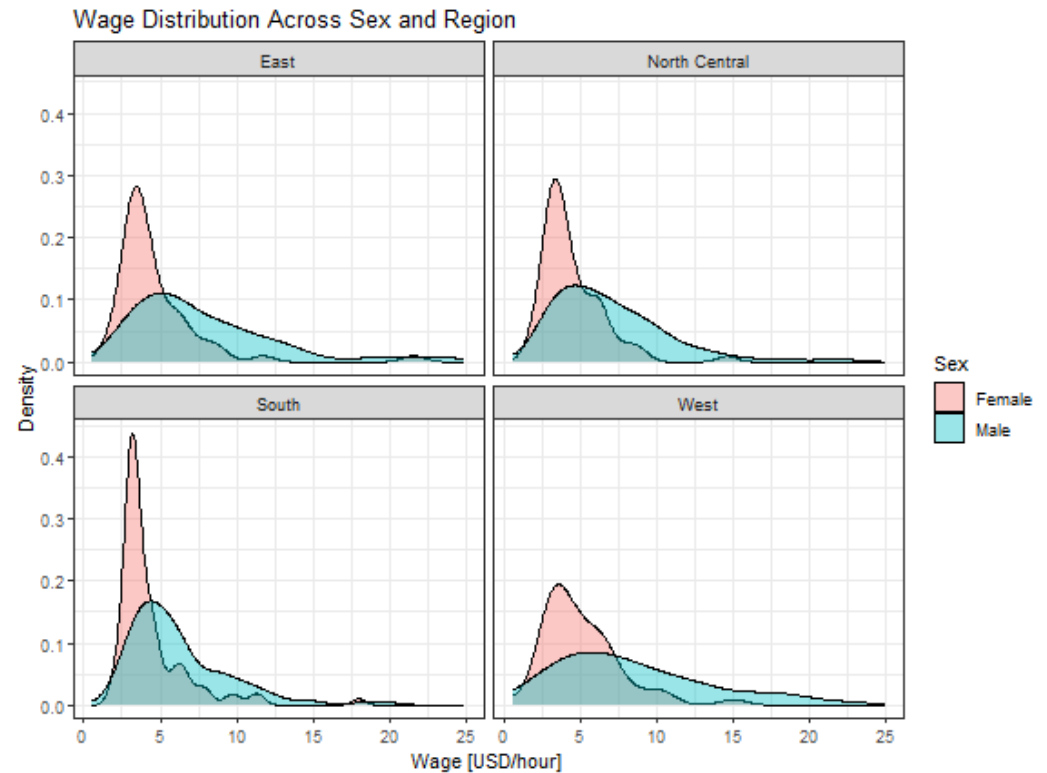 Wage Distribution Across Sex and Region
East
North Central
0.4
0.3
0.2
0.1
0.0
South
West
0.4
0.3
0.2
0.1
0.0
0 5 10 15 20 25
0 5 10 15 20 25
Wage [USD/hour]
Density
Sex
Female
Male